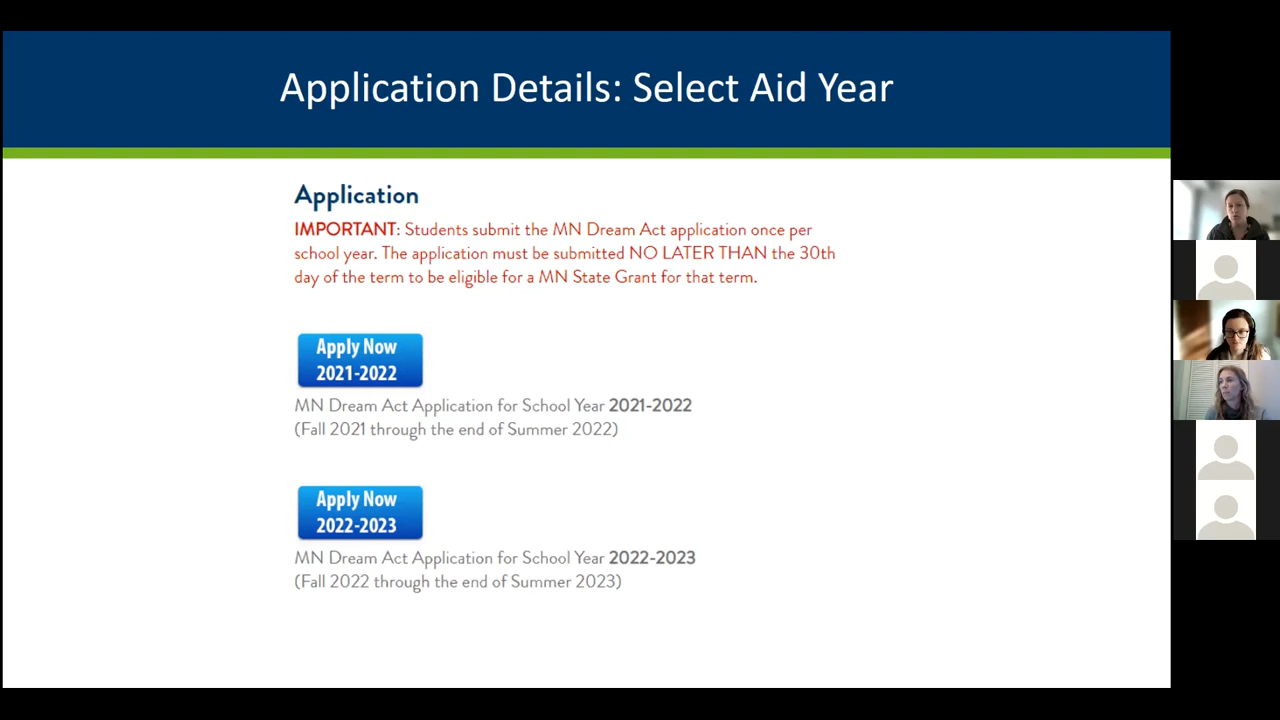 Application Details: Select Aid Year
Application
IMPORTANT: Students submit the MN Dream Act application once per
school year. The application must be submitted NO LATER THAN the 30th
day of the term to be eligible for a MN State Grant for that term.
Apply Now
2021-2022
MN Dream Act Application for School Year 2021-2022
(Fall 2021 through the end of Summer 2022)
Apply Now
2022-2023
MN Dream Act Application for School Year 2022-2023
(Fall 2022 through the end of Summer 2023)